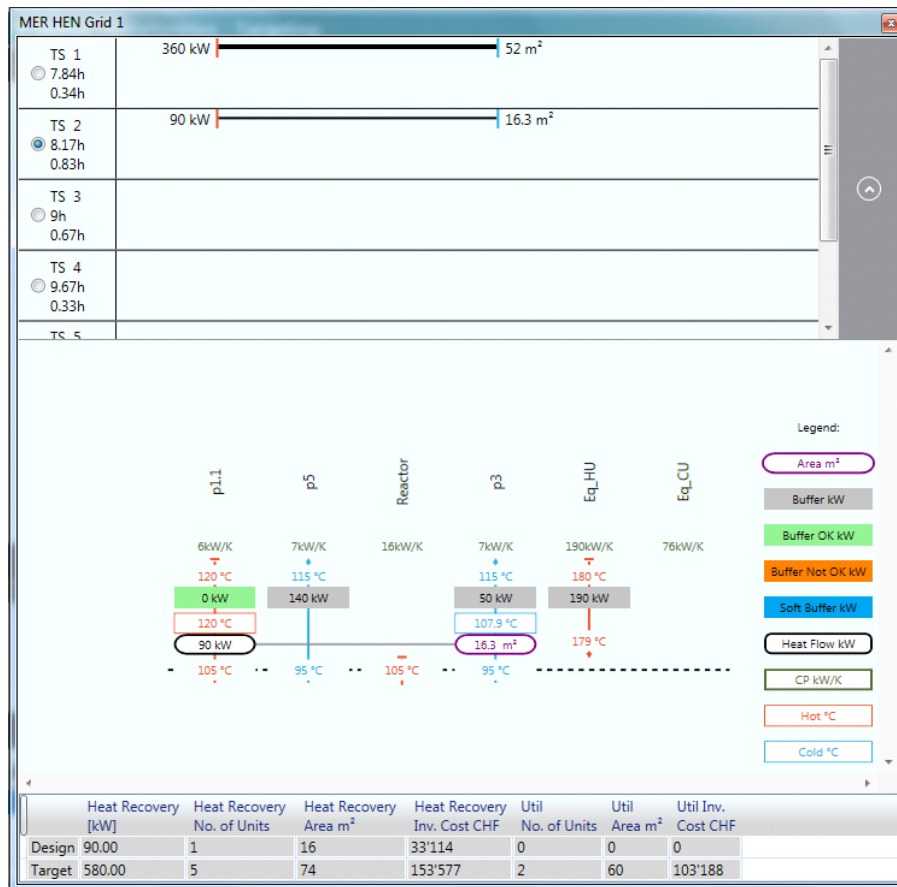 MER HEN Grid 1
TS 1
7.84h
0.34h
360 kW
52 m²
TS 2
8.17h
0.83h
90 kW
16.3 m²
TS 3
9h
0.67h
TS 4
9.67h
0.33h
TS 5
Legend:
Area m²
Buffer kW
Buffer OK kW
Buffer Not OK kW
Soft Buffer kW
Heat Flow kW
CP kW/K
Hot °C
Cold °C
p1.1 p5 Reactor p3 Eq_HU Eq_CU
6kW/K 7kW/K 16kW/K 7kW/K 190kW/K 76kW/K
120 °C 115 °C 115 °C 180 °C
0 kW 140 kW 50 kW 190 kW
120 °C 107.9 °C
90 kW 16.3 m² 179 °C
105 °C 95 °C 105 °C 95 °C
Heat Recovery [kW] Heat Recovery No. of Units Heat Recovery Area m² Heat Recovery Inv. Cost CHF Util No. of Units Util Area m² Util Inv. Cost CHF
Design 90.00 1 16 33'114 0 0 0
Target 580.00 5 74 153'577 2 60 103'188